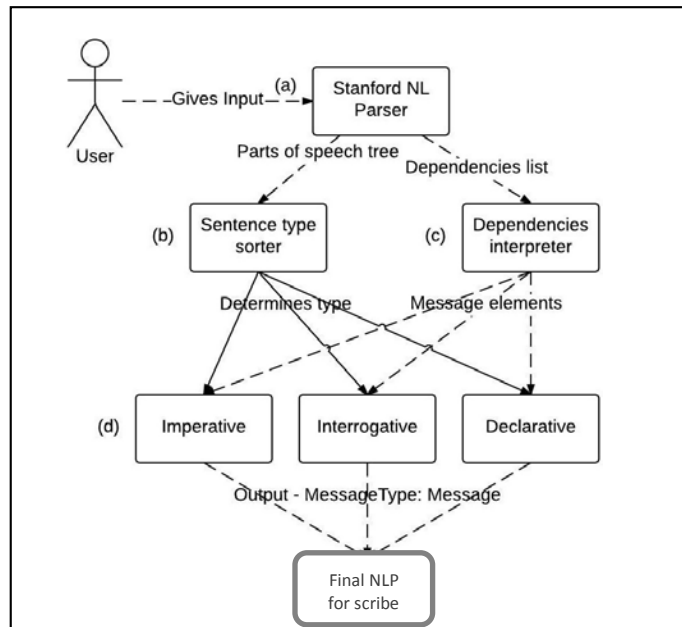 (a)
Stanford NL
Parser
Gives Input
User
Parts of speech tree
Dependencies list
(b)
Sentence type
sorter
(c)
Dependencies
interpreter
Determines type
Message elements
(d)
Imperative
Interrogative
Declarative
Output - MessageType: Message
Final NLP
for scribe